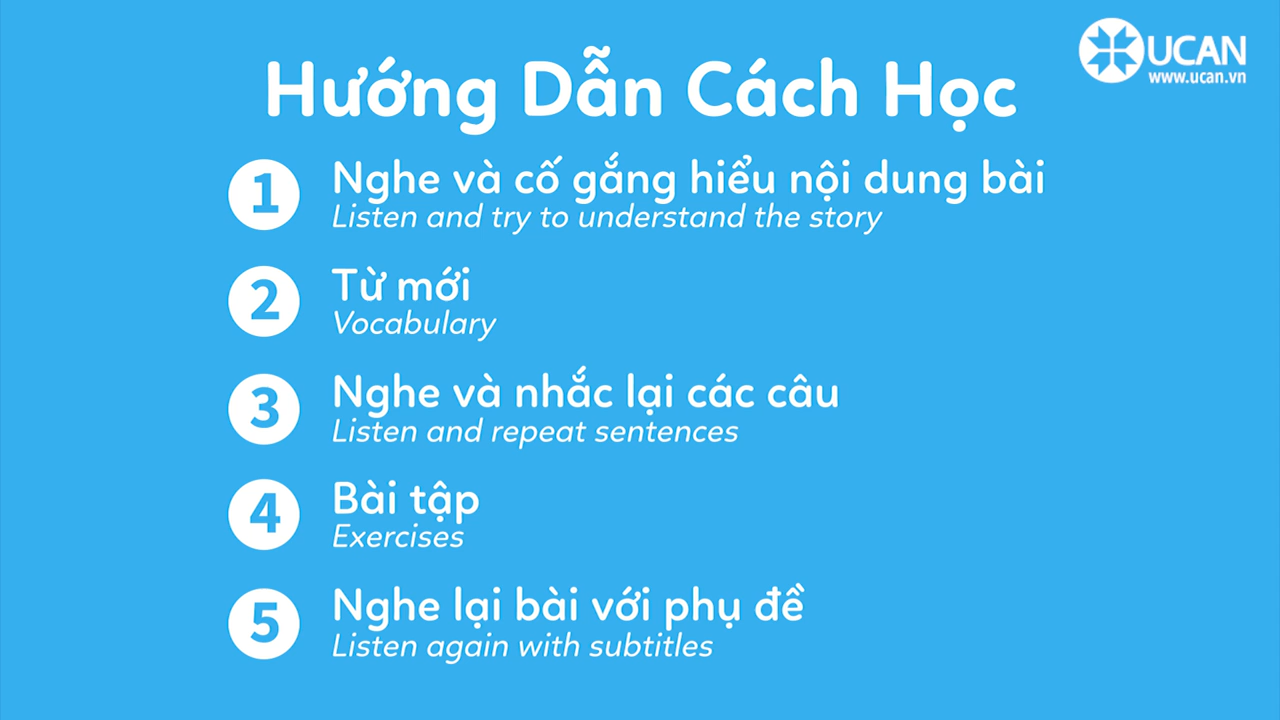 UCAN
www.ucan.vn
Hướng Dẫn Cách Học
1
Nghe và cố gắng hiểu nội dung bài
Listen and try to understand the story
2
Từ mới
Vocabulary
3
Nghe và nhắc lại các câu
Listen and repeat sentences
4
Bài tập
Exercises
5
Nghe lại bài với phụ đề
Listen again with subtitles